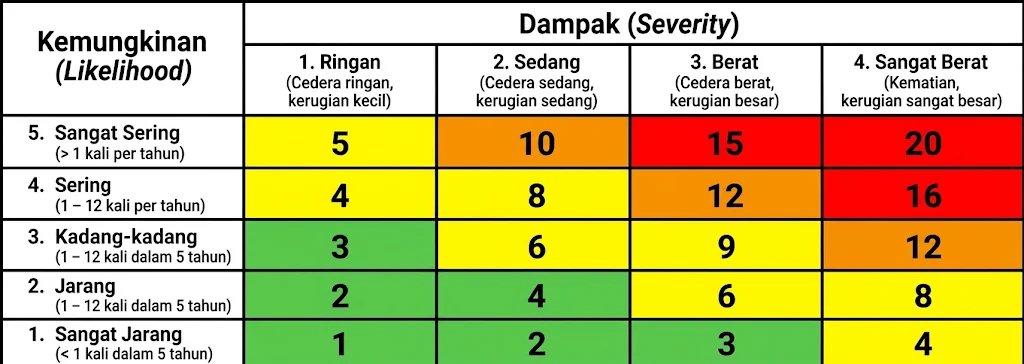 Kemungkinan
(Likelihood)
Dampak (Severity)
1. Ringan
(Cedera ringan,
kerugian kecil)
2. Sedang
(Cedera sedang,
kerugian sedang)
3. Berat
(Cedera berat,
kerugian besar)
4. Sangat Berat
(Kematian,
kerugian sangat besar)
5. Sangat Sering
(> 1 kali per tahun)
5
10
15
20
4. Sering
(1 – 12 kali per tahun)
4
8
12
16
3. Kadang-kadang
(1 – 12 kali dalam 5 tahun)
3
6
9
12
2. Jarang
(1 – 12 kali dalam 5 tahun)
2
4
6
8
1. Sangat Jarang
(< 1 kali dalam 5 tahun)
1
2
3
4